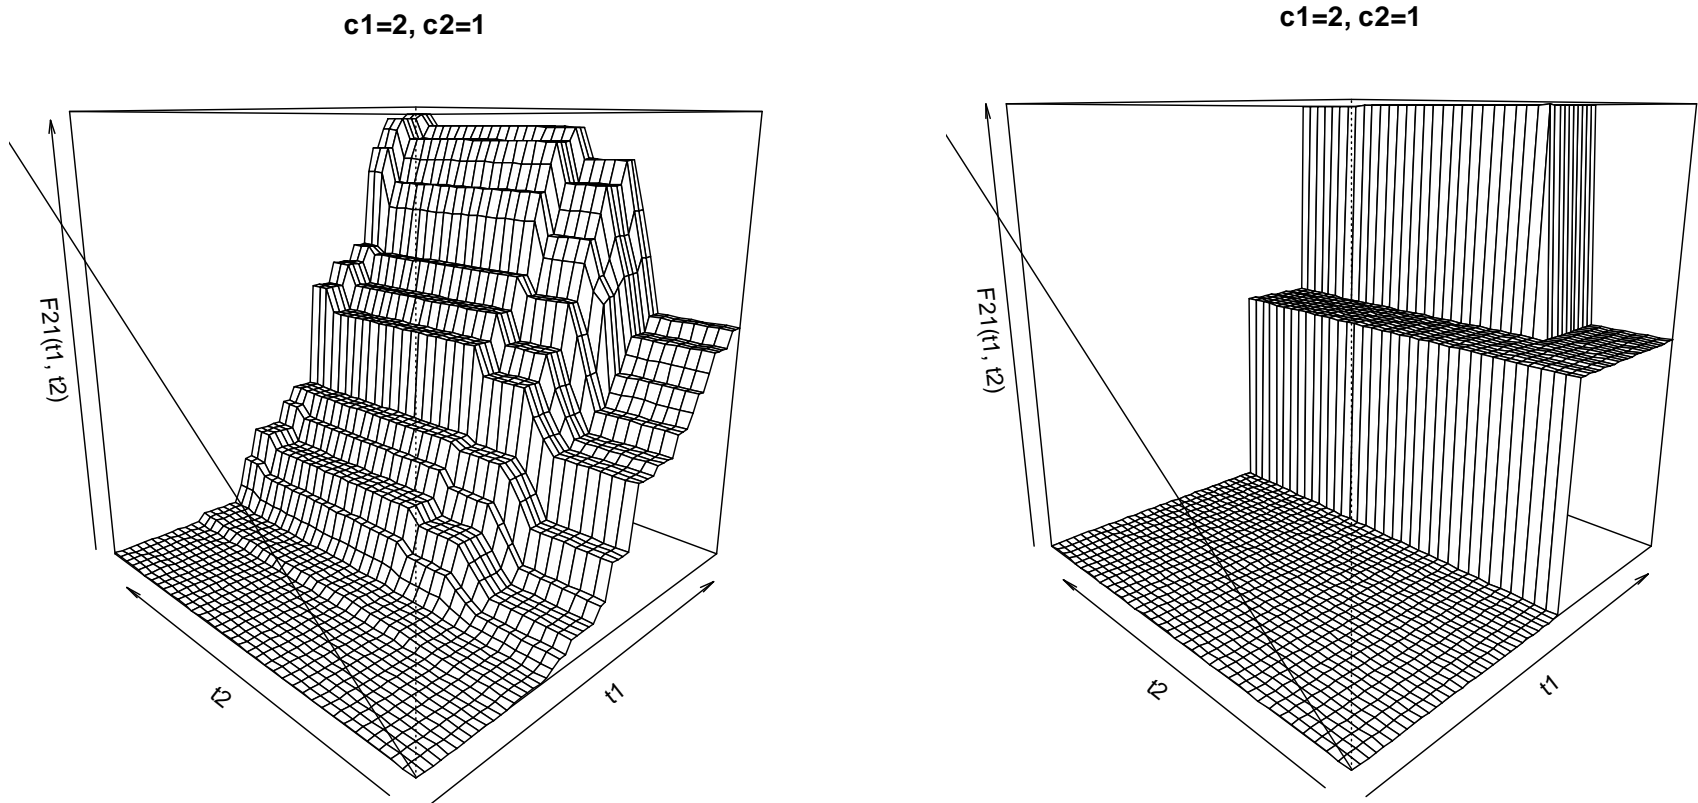 c1=2, c2=1
F21(t1, t2)
t2
t1
c1=2, c2=1
F21(t1, t2)
t2
t1